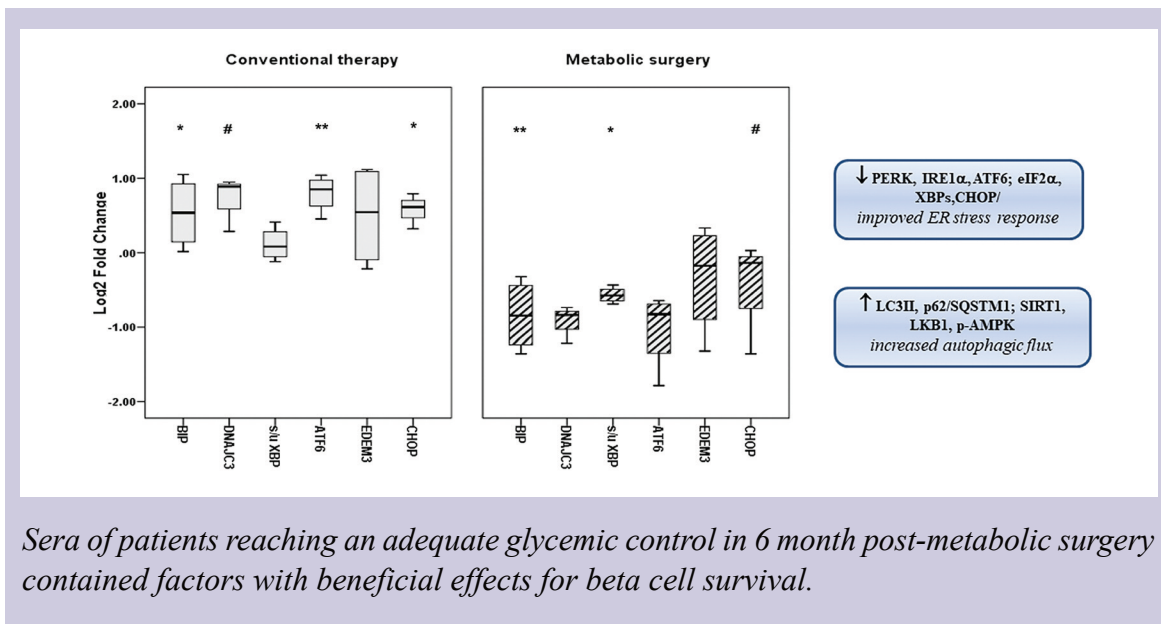 Conventional therapy
Metabolic surgery
Log2 Fold Change
2.00
1.00
.00
-1.00
-2.00
*
#
**
*
**
*
#
BIP
DNAJC3
s/u XBP
ATF6
EDEM3
CHOP
BIP
DNAJC3
s/u XBP
ATF6
EDEM3
CHOP
↓ PERK, IRE1α, ATF6; eIF2α,
XBPs,CHOP/
improved ER stress response
↑ LC3II, p62/SQSTM1; SIRT1,
LKB1, p-AMPK
increased autophagic flux
Sera of patients reaching an adequate glycemic control in 6 month post-metabolic surgery
contained factors with beneficial effects for beta cell survival.